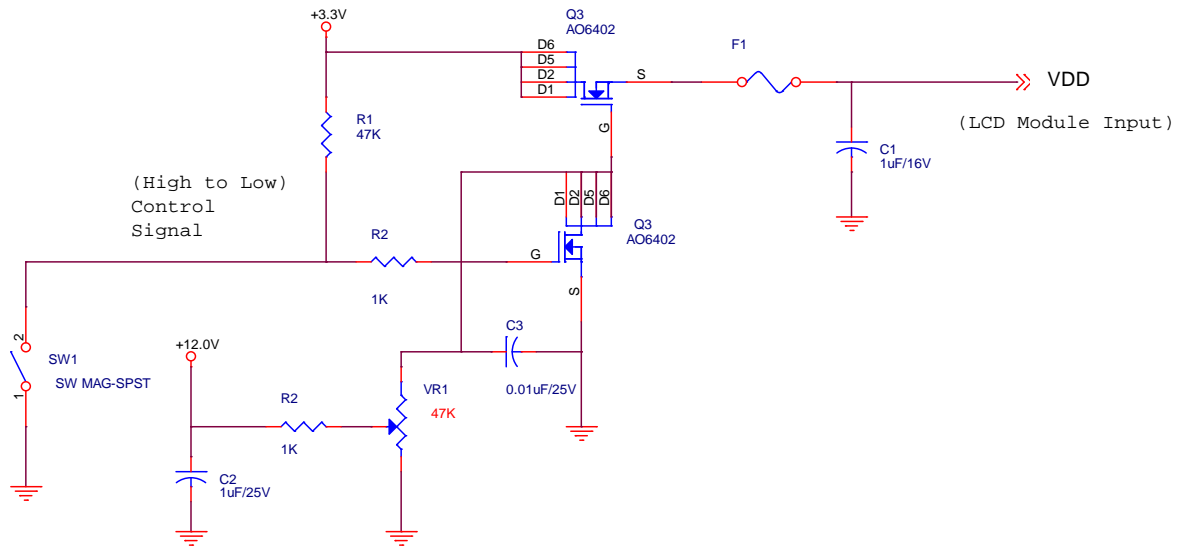 +3.3V
Q3
AO6402
D6
D5
D2
D1
S
G
F1
VDD
(LCD Module Input)
R1
47K
C1
1uF/16V
(High to Low)
Control
Signal
D1
D2
D5
D6
Q3
AO6402
R2
1K
G
S
2
1
SW1
SW MAG-SPST
+12.0V
C3
0.01uF/25V
R2
1K
VR1
47K
C2
1uF/25V